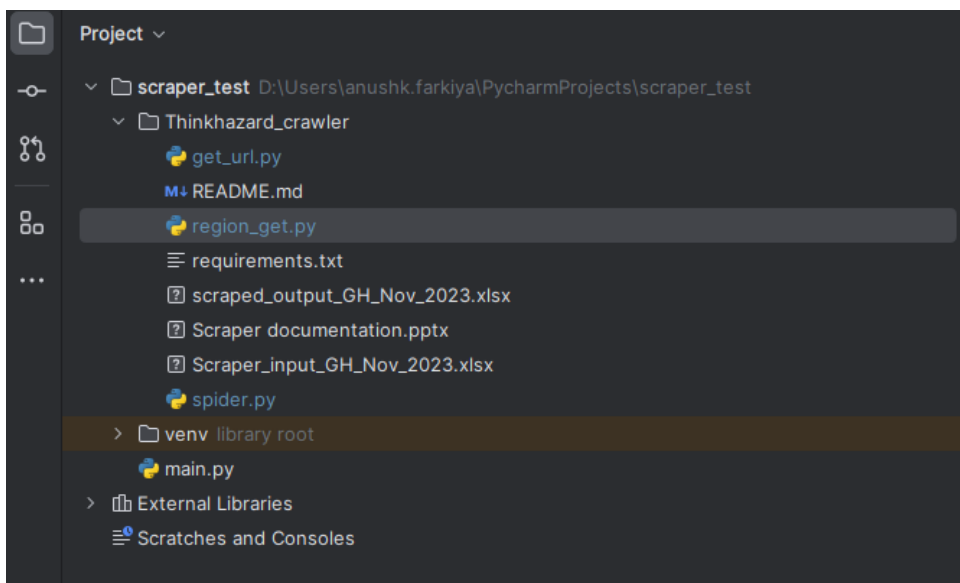 Project
scraper_test D:\Users\anushk.farkiya\PycharmProjects\scraper_test
Thinkhazard_crawler
get_url.py
M↓ README.md
region_get.py
requirements.txt
scraped_output_GH_Nov_2023.xlsx
Scraper documentation.pptx
Scraper_input_GH_Nov_2023.xlsx
spider.py
venv library root
main.py
External Libraries
Scratches and Consoles